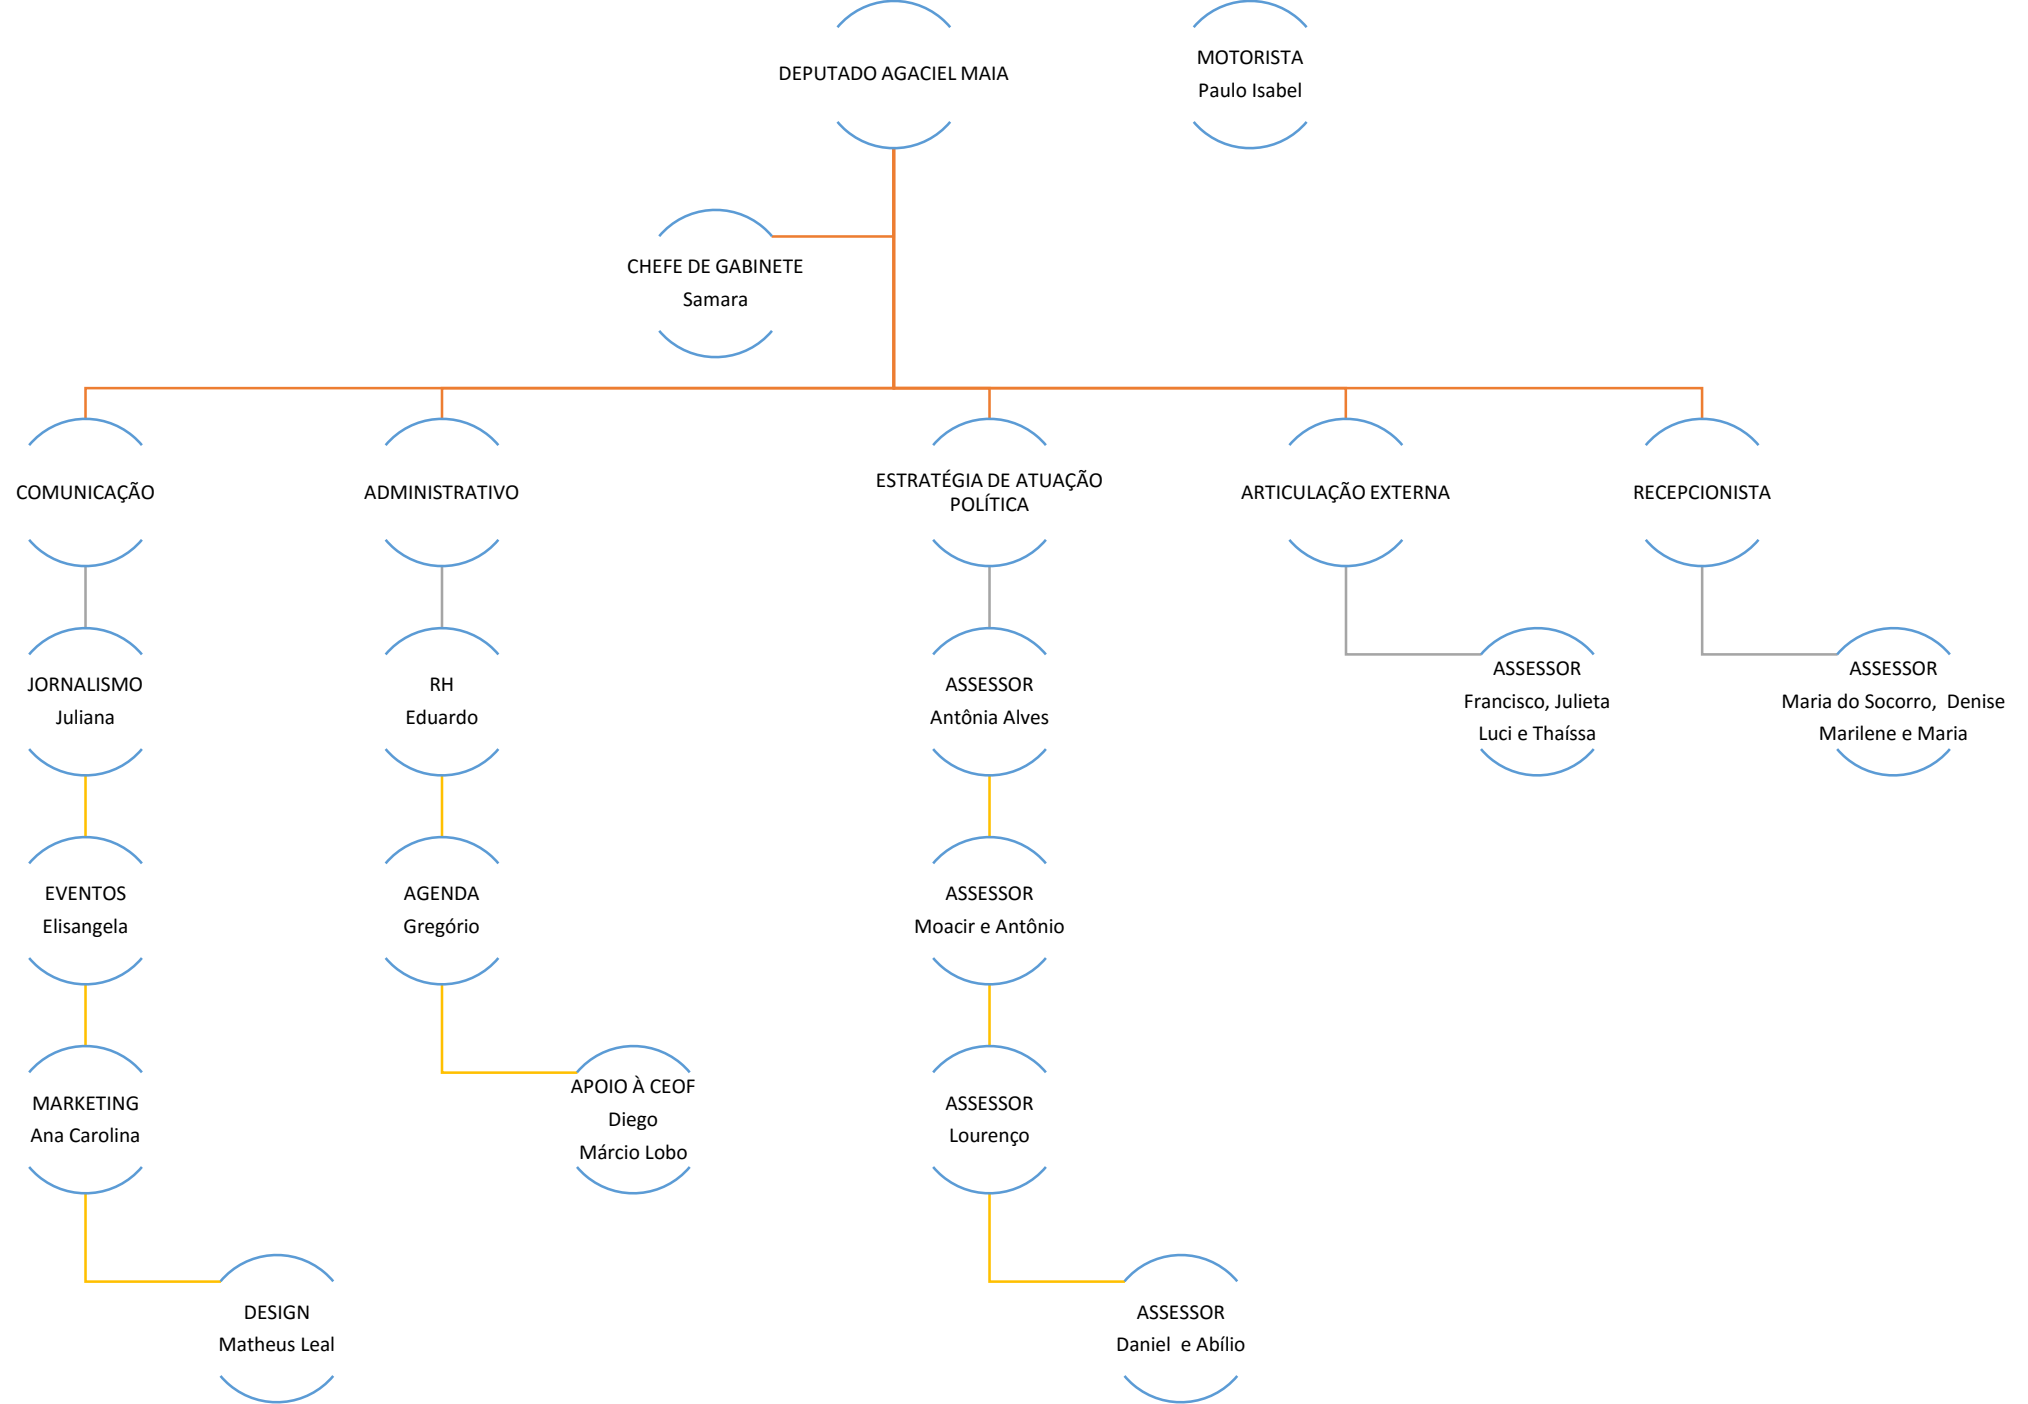 DEPUTADO AGACIEL MAIA
MOTORISTA
Paulo Isabel
CHEFE DE GABINETE
Samara
COMUNICAÇÃO
ADMINISTRATIVO
ESTRATÉGIA DE ATUAÇÃO
POLÍTICA
ARTICULAÇÃO EXTERNA
RECEPCIONISTA
JORNALISMO
Juliana
RH
Eduardo
ASSESSOR
Antônia Alves
ASSESSOR
Francisco, Julieta
Luci e Thaíssa
ASSESSOR
Maria do Socorro,  Denise
Marilene e Maria
EVENTOS
Elisangela
AGENDA
Gregório
ASSESSOR
Moacir e Antônio
MARKETING
Ana Carolina
APOIO À CEOF
Diego
Márcio Lobo
ASSESSOR
Lourenço
DESIGN
Matheus Leal
ASSESSOR
Daniel  e Abílio